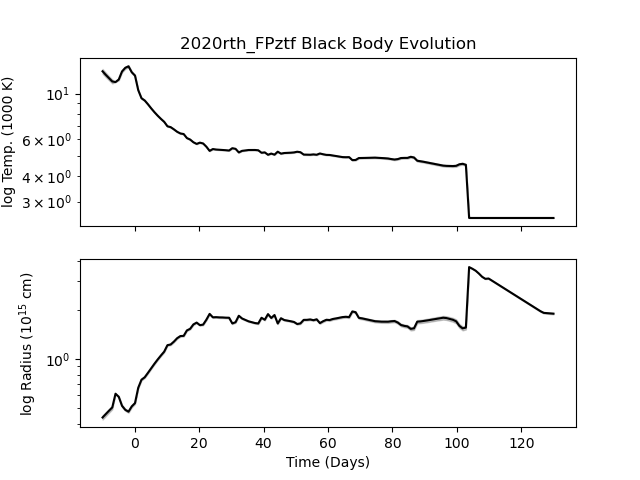 2020rth_FPztf Black Body Evolution
log Temp. (1000 K)
10¹
6 × 10⁰
4 × 10⁰
3 × 10⁰
log Radius (10¹⁵ cm)
10⁰
0 20 40 60 80 100 120
Time (Days)